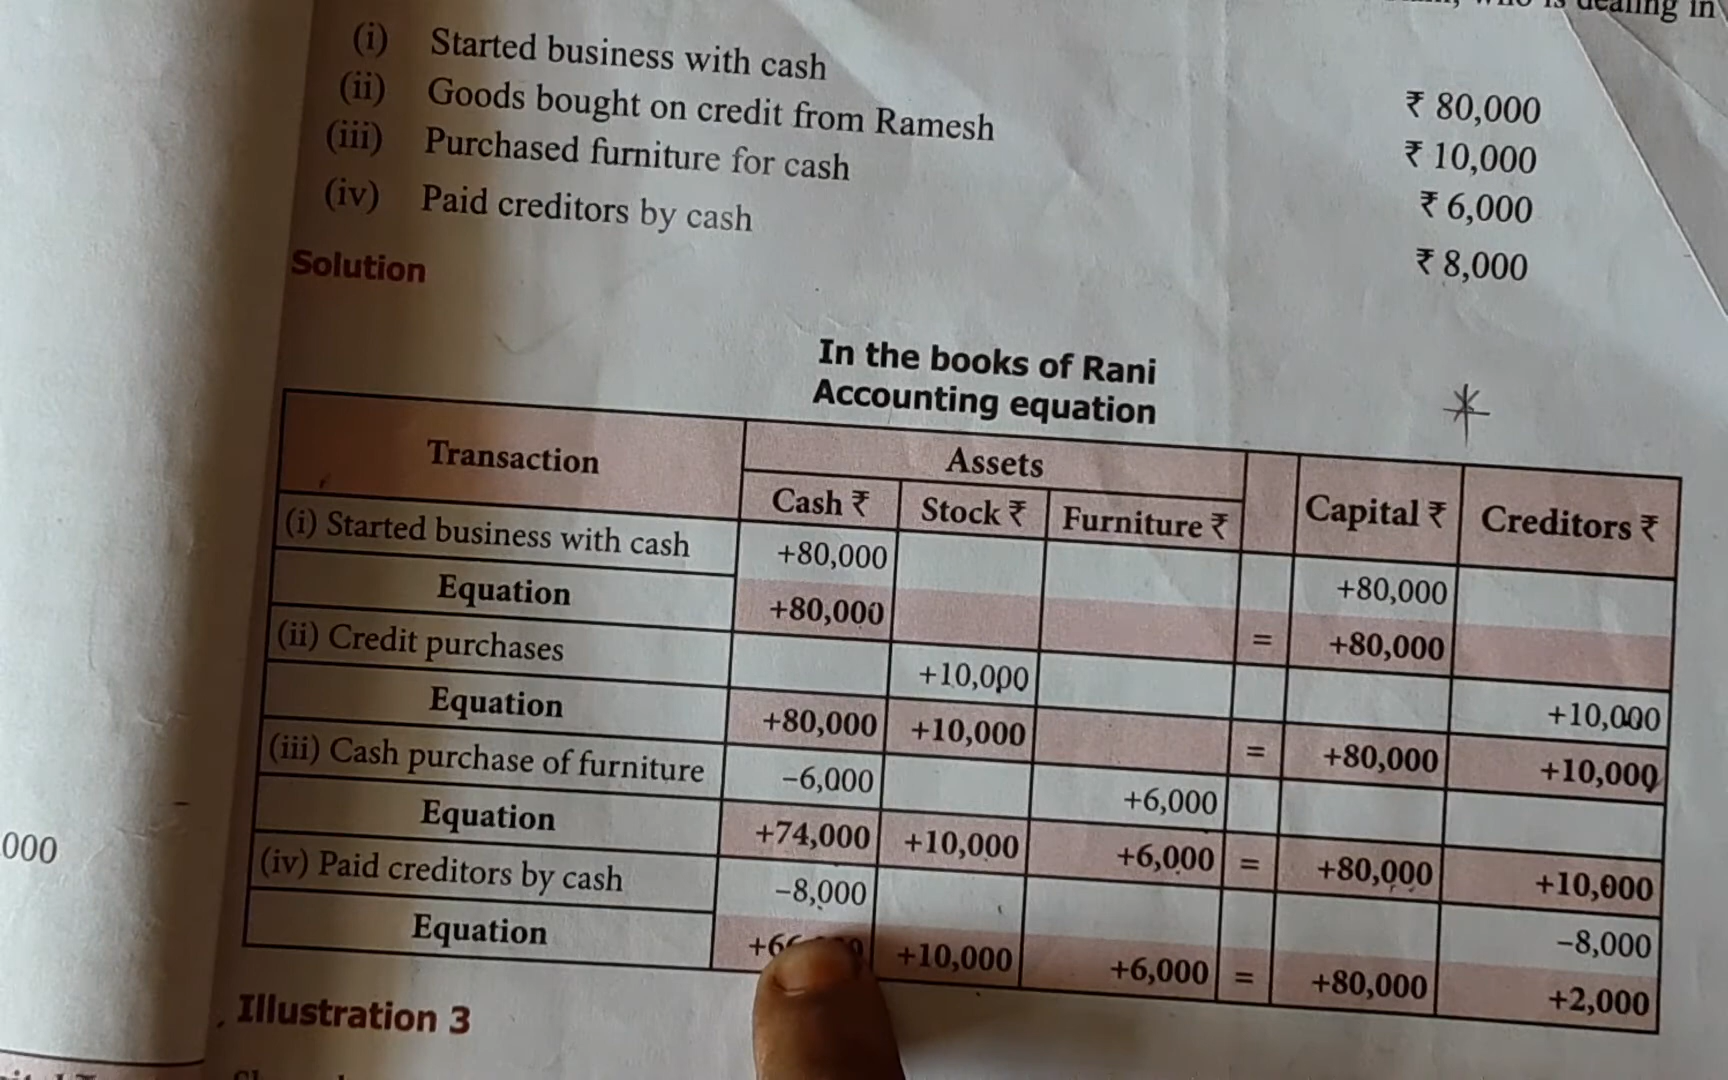 is dealing in
(i) Started business with cash ₹ 80,000
(ii) Goods bought on credit from Ramesh ₹ 10,000
(iii) Purchased furniture for cash ₹ 6,000
(iv) Paid creditors by cash ₹ 8,000
Solution
In the books of Rani
Accounting equation
Transaction Assets Capital ₹ Creditors ₹
Cash ₹ Stock ₹ Furniture ₹
(i) Started business with cash +80,000 +80,000
Equation +80,000 = +80,000
(ii) Credit purchases +10,000 +10,000
Equation +80,000 +10,000 = +80,000 +10,000
(iii) Cash purchase of furniture -6,000 +6,000
Equation +74,000 +10,000 +6,000 = +80,000 +10,000
(iv) Paid creditors by cash -8,000 -8,000
Equation +10,000 +6,000 = +80,000 +2,000
000
Illustration 3